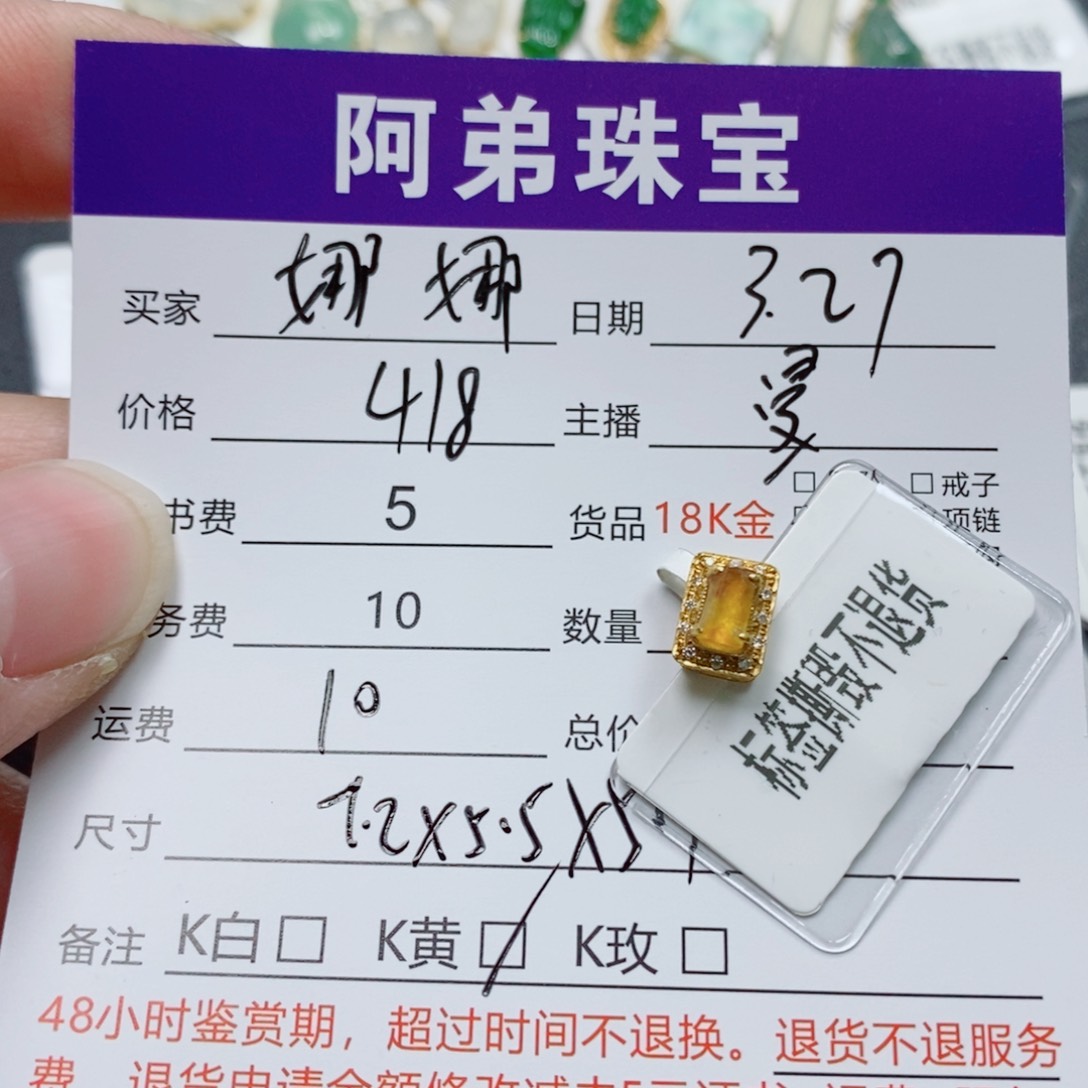 阿弟珠宝
买家 娜娜 日期 3.27
价格 418 主播 曼
书费 5 货品 18K金 □ □ 戒子
项链
务费 10 数量
运费 10 总价
尺寸 7.2X5.5X5
备注 K白□ K黄□ K玫□
标签撕毁不退货
48小时鉴赏期，超过时间不退换。退货不退服务
费